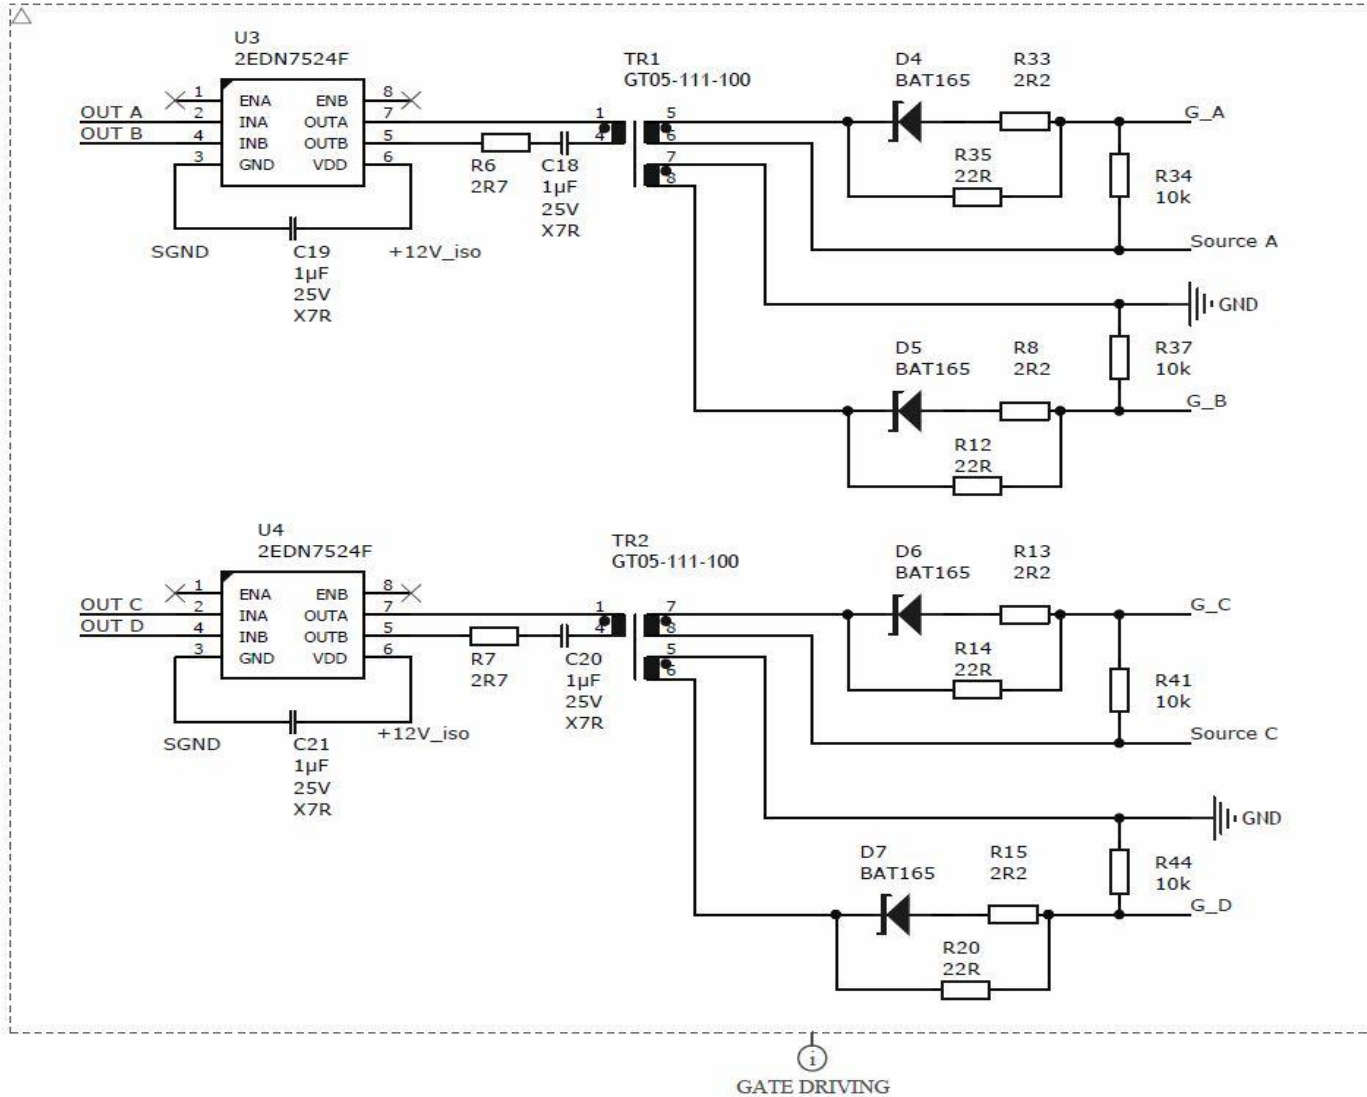 U3
2EDN7524F
1 ENA ENB 8
OUT A 2 INA OUTA 7
OUT B 4 INB OUTB 5
3 GND VDD 6
SGND
C19
1µF
25V
X7R
+12V_iso
R6
2R7
C18
1µF
25V
X7R
TR1
GT05-111-100
1 5
4 6
7
8
D4
BAT165
R33
2R2
G_A
R35
22R
R34
10k
Source A
GND
D5
BAT165
R8
2R2
R37
10k
G_B
R12
22R
U4
2EDN7524F
1 ENA ENB 8
OUT C 2 INA OUTA 7
OUT D 4 INB OUTB 5
3 GND VDD 6
SGND
C21
1µF
25V
X7R
+12V_iso
R7
2R7
C20
1µF
25V
X7R
TR2
GT05-111-100
1 7
4 8
5
6
D6
BAT165
R13
2R2
G_C
R14
22R
R41
10k
Source C
GND
D7
BAT165
R15
2R2
R44
10k
G_D
R20
22R
i
GATE DRIVING